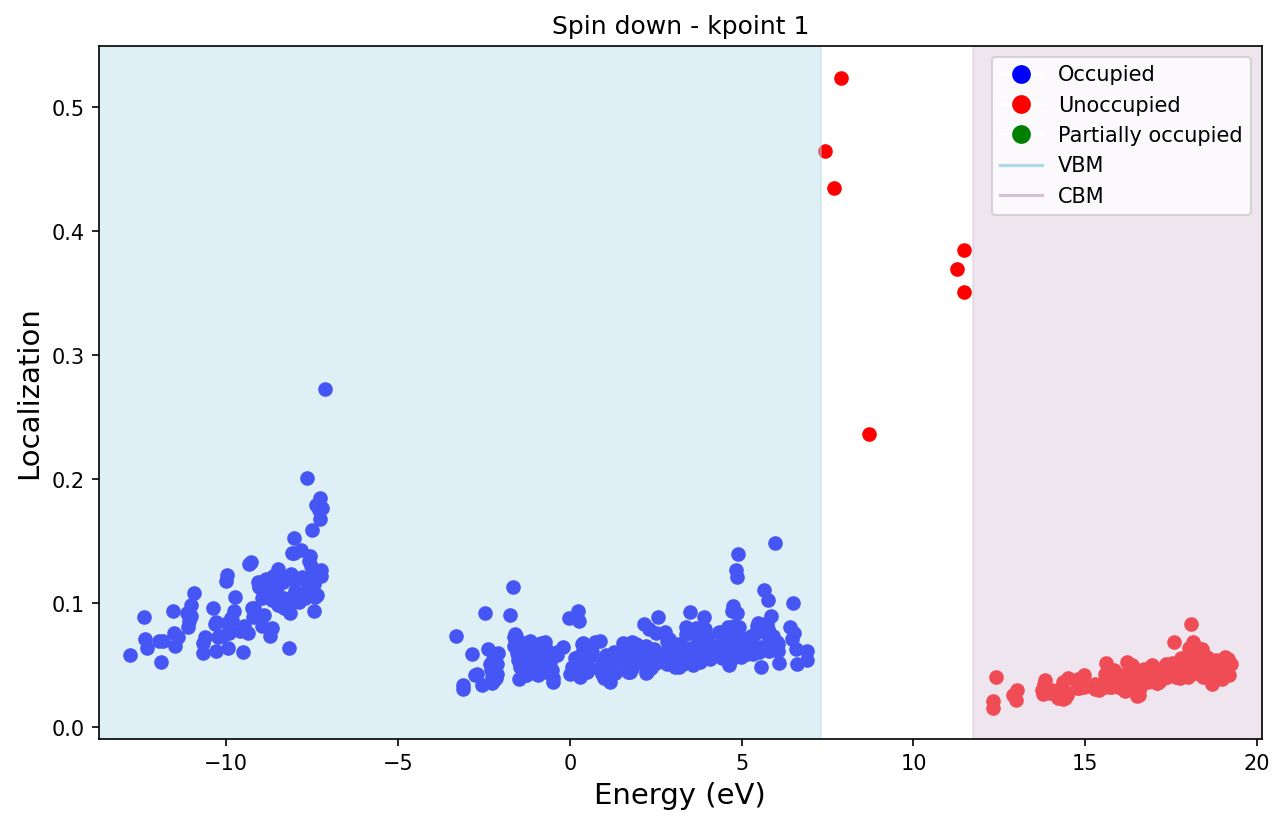 Spin down - kpoint 1
Localization
0.5
0.4
0.3
0.2
0.1
0.0
Occupied
Unoccupied
Partially occupied
VBM
CBM
−10
−5
0
5
10
15
20
Energy (eV)